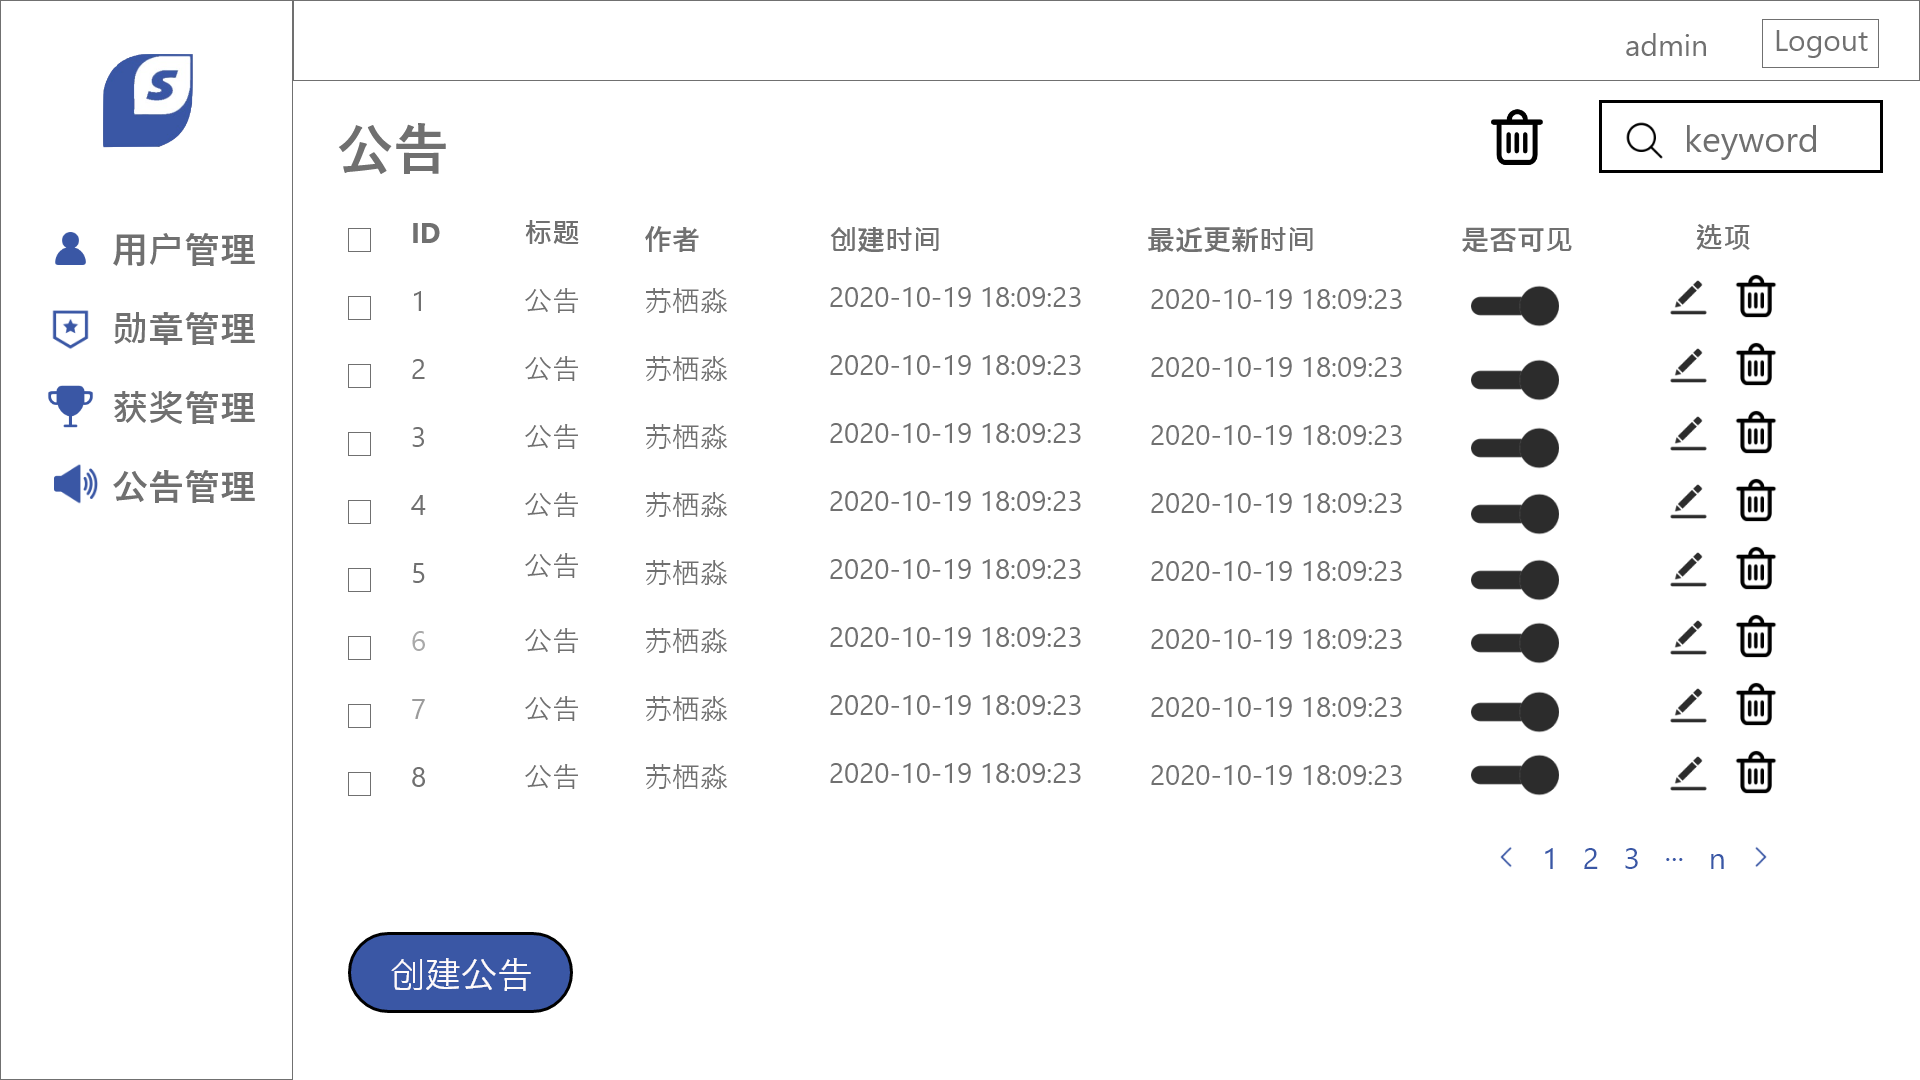 S
admin Logout
公告 keyword
用户管理
勋章管理
获奖管理
公告管理
ID 标题 作者 创建时间 最近更新时间 是否可见 选项
1 公告 苏栖淼 2020-10-19 18:09:23 2020-10-19 18:09:23
2 公告 苏栖淼 2020-10-19 18:09:23 2020-10-19 18:09:23
3 公告 苏栖淼 2020-10-19 18:09:23 2020-10-19 18:09:23
4 公告 苏栖淼 2020-10-19 18:09:23 2020-10-19 18:09:23
5 公告 苏栖淼 2020-10-19 18:09:23 2020-10-19 18:09:23
6 公告 苏栖淼 2020-10-19 18:09:23 2020-10-19 18:09:23
7 公告 苏栖淼 2020-10-19 18:09:23 2020-10-19 18:09:23
8 公告 苏栖淼 2020-10-19 18:09:23 2020-10-19 18:09:23
1 2 3 ··· n
创建公告